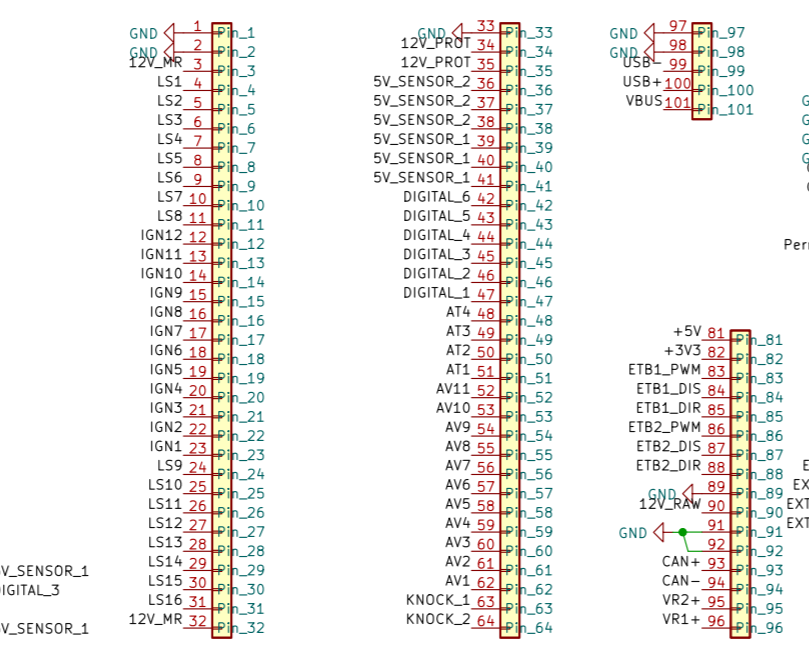 GND 1 Pin_1
GND 2 Pin_2
12V_MR 3 Pin_3
LS1 4 Pin_4
LS2 5 Pin_5
LS3 6 Pin_6
LS4 7 Pin_7
LS5 8 Pin_8
LS6 9 Pin_9
LS7 10 Pin_10
LS8 11 Pin_11
IGN12 12 Pin_12
IGN11 13 Pin_13
IGN10 14 Pin_14
IGN9 15 Pin_15
IGN8 16 Pin_16
IGN7 17 Pin_17
IGN6 18 Pin_18
IGN5 19 Pin_19
IGN4 20 Pin_20
IGN3 21 Pin_21
IGN2 22 Pin_22
IGN1 23 Pin_23
LS9 24 Pin_24
LS10 25 Pin_25
LS11 26 Pin_26
LS12 27 Pin_27
LS13 28 Pin_28
LS14 29 Pin_29
LS15 30 Pin_30
LS16 31 Pin_31
12V_MR 32 Pin_32
V_SENSOR_1
IGITAL_3
V_SENSOR_1
GND 33 Pin_33
12V_PROT 34 Pin_34
12V_PROT 35 Pin_35
5V_SENSOR_2 36 Pin_36
5V_SENSOR_2 37 Pin_37
5V_SENSOR_2 38 Pin_38
5V_SENSOR_1 39 Pin_39
5V_SENSOR_1 40 Pin_40
5V_SENSOR_1 41 Pin_41
DIGITAL_6 42 Pin_42
DIGITAL_5 43 Pin_43
DIGITAL_4 44 Pin_44
DIGITAL_3 45 Pin_45
DIGITAL_2 46 Pin_46
DIGITAL_1 47 Pin_47
AT4 48 Pin_48
AT3 49 Pin_49
AT2 50 Pin_50
AT1 51 Pin_51
AV11 52 Pin_52
AV10 53 Pin_53
AV9 54 Pin_54
AV8 55 Pin_55
AV7 56 Pin_56
AV6 57 Pin_57
AV5 58 Pin_58
AV4 59 Pin_59
AV3 60 Pin_60
AV2 61 Pin_61
AV1 62 Pin_62
KNOCK_1 63 Pin_63
KNOCK_2 64 Pin_64
GND 97 Pin_97
GND 98 Pin_98
USB- 99 Pin_99
USB+ 100 Pin_100
VBUS 101 Pin_101
+5V 81 Pin_81
+3V3 82 Pin_82
ETB1_PWM 83 Pin_83
ETB1_DIS 84 Pin_84
ETB1_DIR 85 Pin_85
ETB2_PWM 86 Pin_86
ETB2_DIS 87 Pin_87
ETB2_DIR 88 Pin_88
GND 89 Pin_89
12V_RAW 90 Pin_90
GND 91 Pin_91
92 Pin_92
CAN+ 93 Pin_93
CAN- 94 Pin_94
VR2+ 95 Pin_95
VR1+ 96 Pin_96
Per
E
EX
EXT
EXT